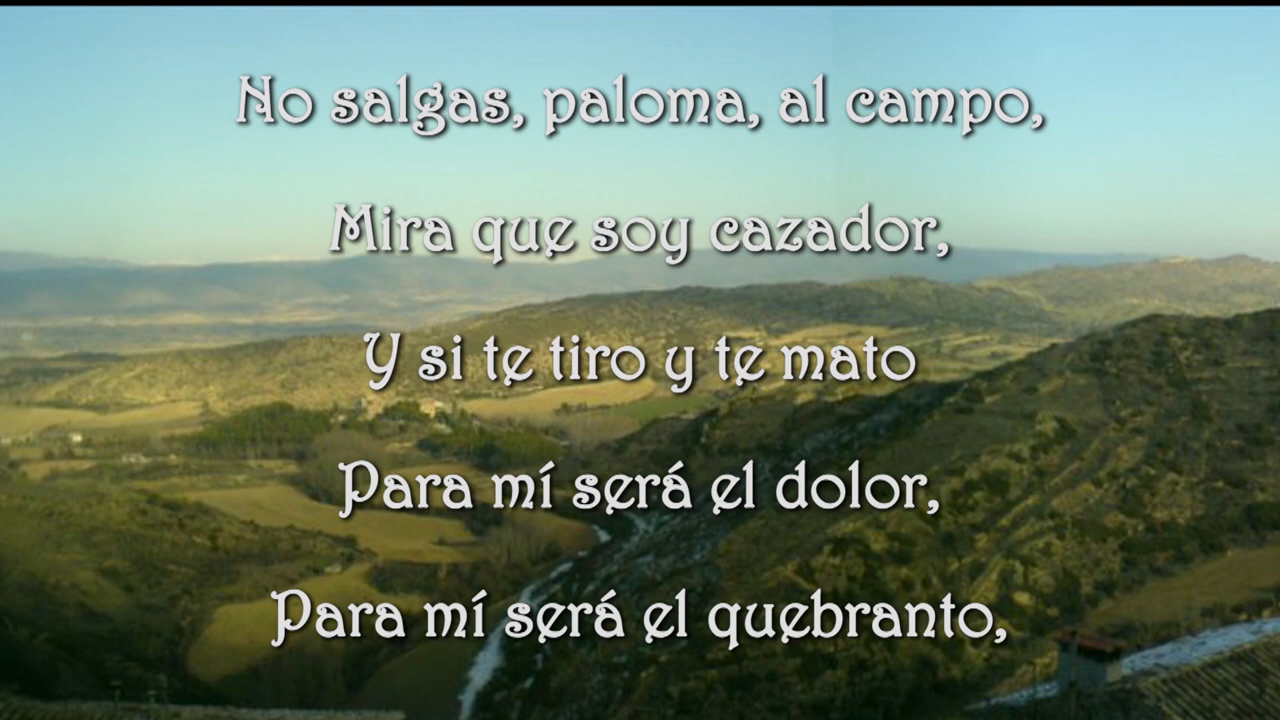 No salgas, paloma, al campo,
Mira que soy cazador,
Y si te tiro y te mato
Para mí será el dolor,
Para mí será el quebranto,